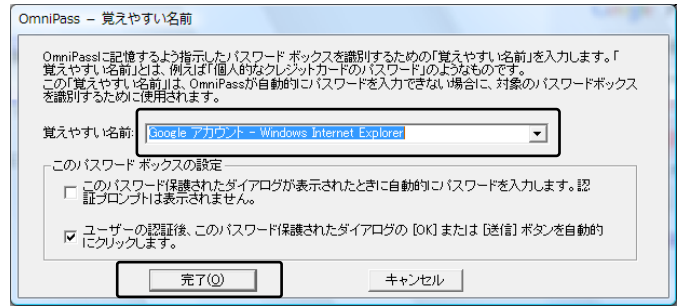 OmniPass – 覚えやすい名前
OmniPassに記憶するよう指示したパスワード ボックスを識別するための「覚えやすい名前」を入力します。「
覚えやすい名前」とは、例えば「個人的なクレジットカードのパスワード」のようなものです。
この「覚えやすい名前」は、OmniPassが自動的にパスワードを入力できない場合に、対象のパスワードボックス
を識別するために使用されます。
覚えやすい名前: Google アカウント - Windows Internet Explorer
このパスワード ボックスの設定
このパスワード保護されたダイアログが表示されたときに自動的にパスワードを入力します。認
証プロンプトは表示されません。
ユーザーの認証後、このパスワード保護されたダイアログの [OK] または [送信] ボタンを自動的
にクリックします。
完了(O) キャンセル